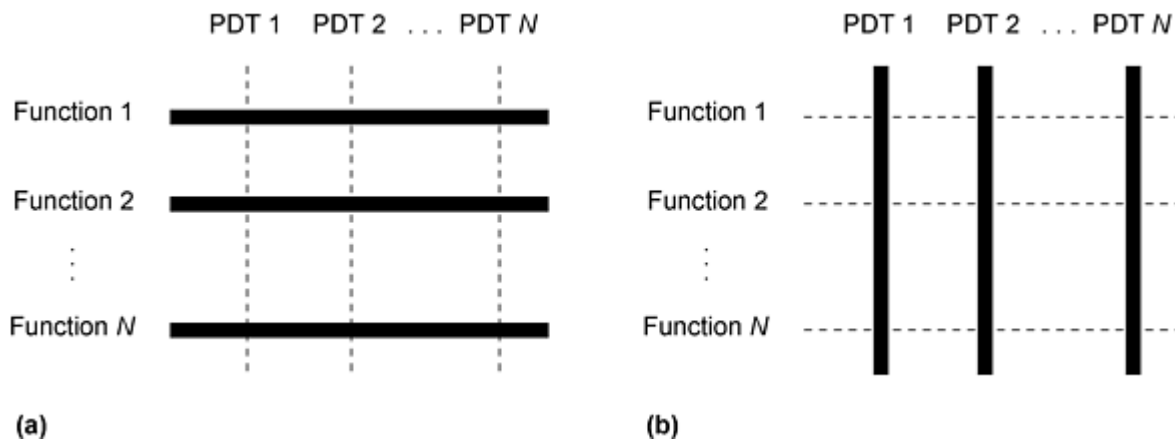 PDT 1 PDT 2 . . . PDT N
Function 1
Function 2
Function N
(a)
PDT 1 PDT 2 . . . PDT N
Function 1
Function 2
Function N
(b)